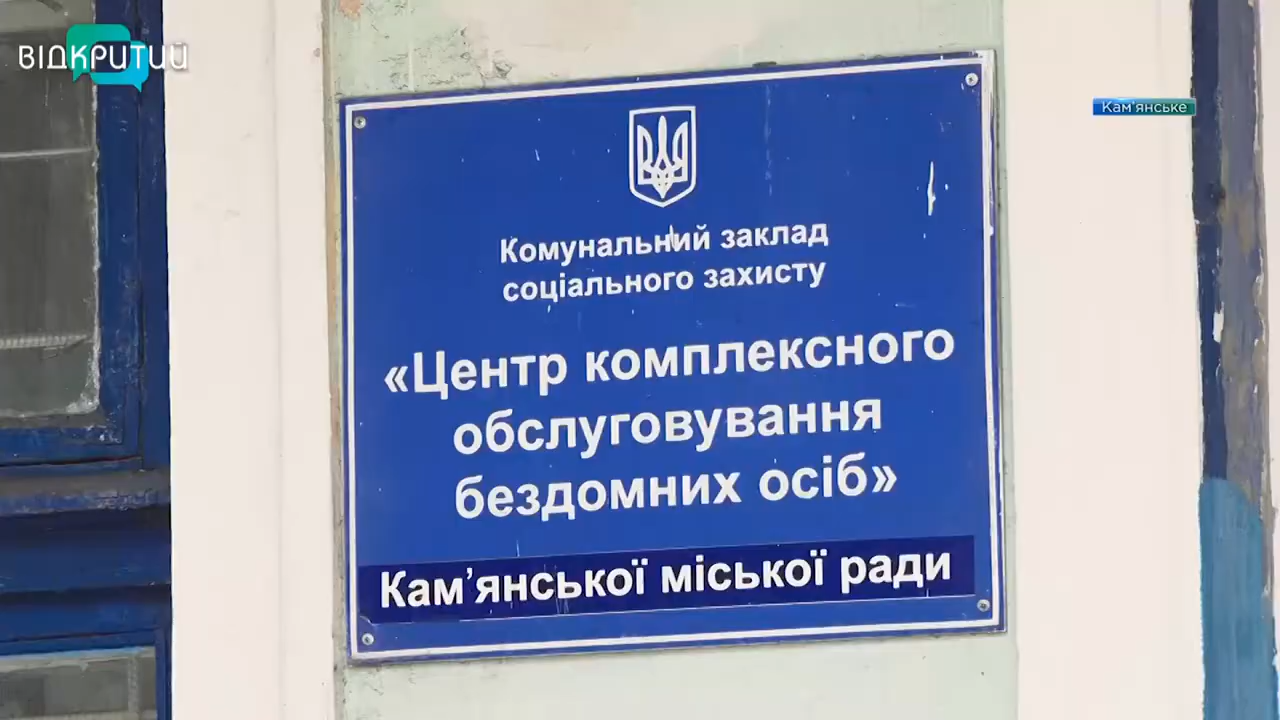 ВІДКРИТИЙ
Кам'янське
Комунальний заклад
соціального захисту
«Центр комплексного
обслуговування
бездомних осіб»
Кам’янської міської ради